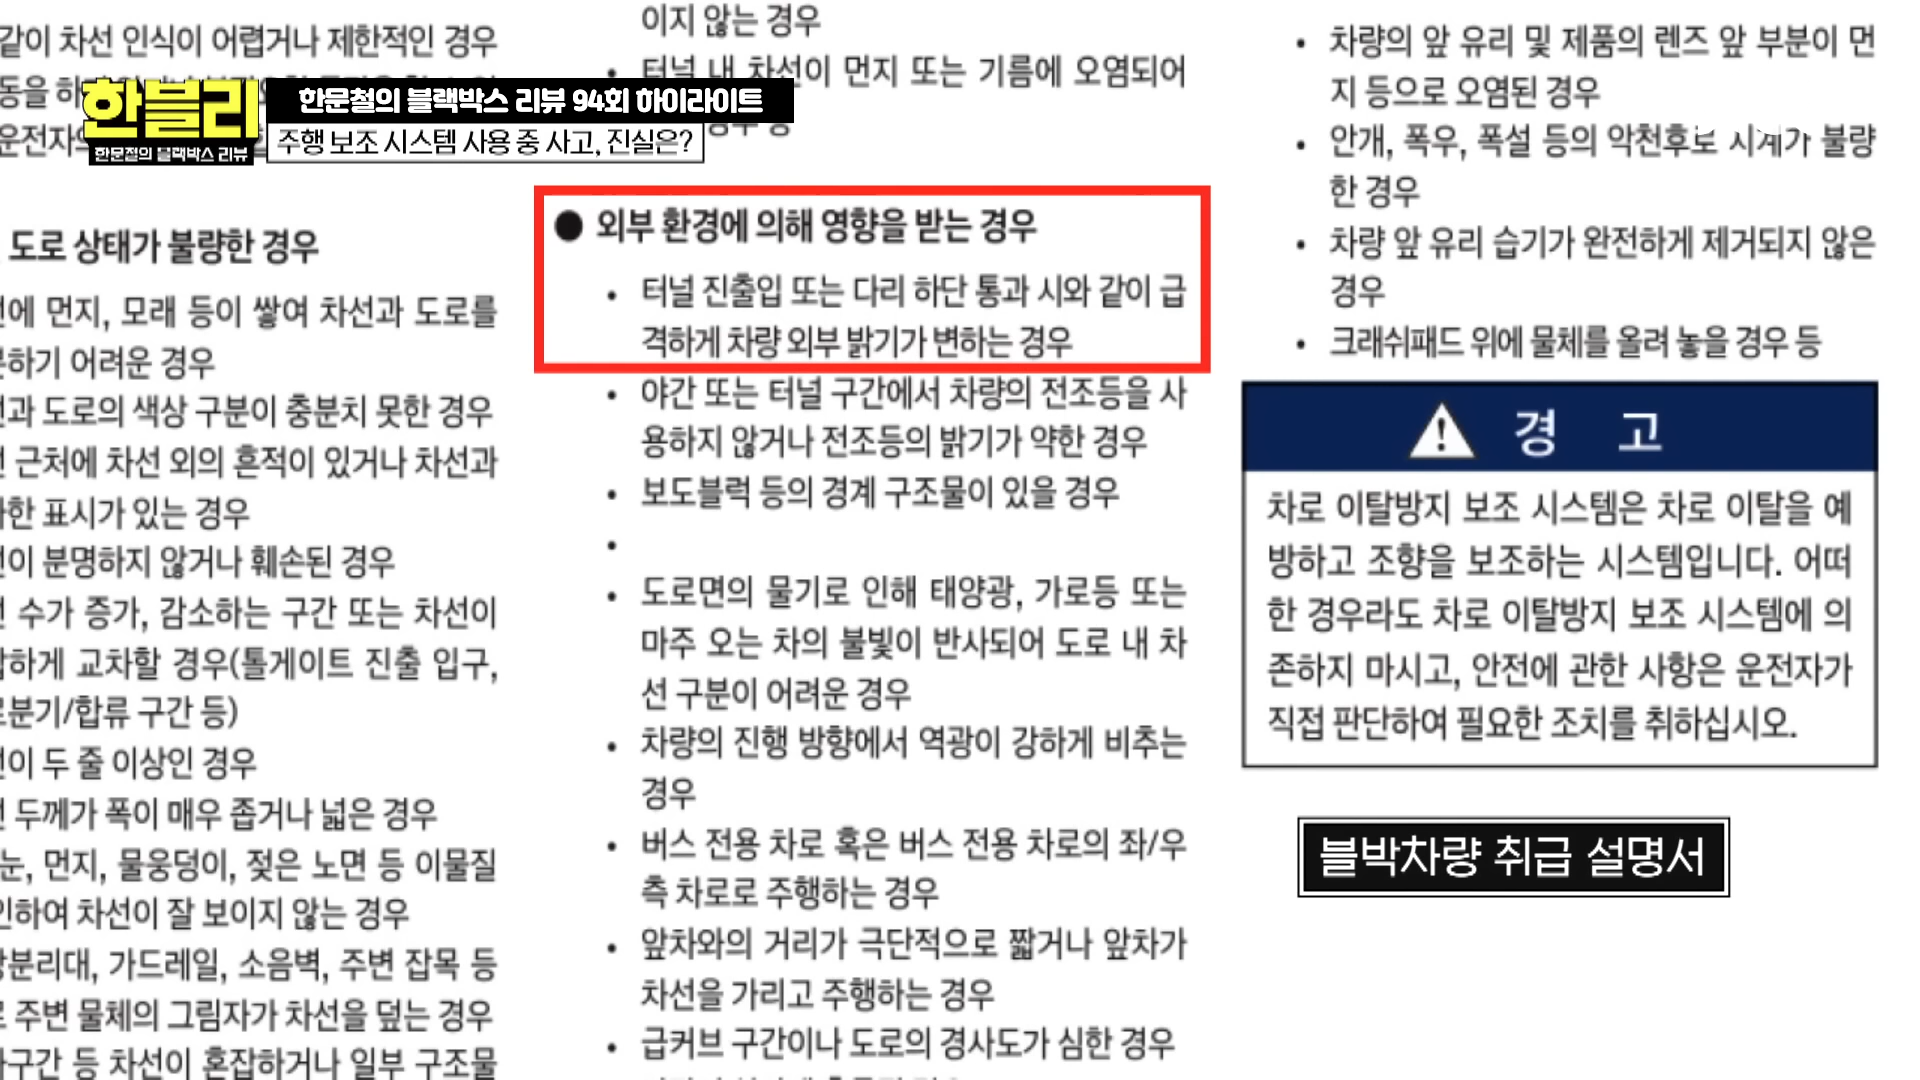 한블리
한문철의 블랙박스 리뷰
한문철의 블랙박스 리뷰 94회 하이라이트
주행 보조 시스템 사용 중 사고, 진실은?
같이 차선 인식이 어렵거나 제한적인 경우
도로 상태가 불량한 경우
먼지, 모래 등이 쌓여 차선과 도로를
하기 어려운 경우
도로의 색상 구분이 충분치 못한 경우
근처에 차선 외의 흔적이 있거나 차선과
표시가 있는 경우
분명하지 않거나 훼손된 경우
수가 증가, 감소하는 구간 또는 차선이
하게 교차할 경우(톨게이트 진출 입구,
분기/합류 구간 등)
두 줄 이상인 경우
두께가 폭이 매우 좁거나 넓은 경우
눈, 먼지, 물웅덩이, 젖은 노면 등 이물질
인하여 차선이 잘 보이지 않는 경우
분리대, 가드레일, 소음벽, 주변 잡목 등
주변 물체의 그림자가 차선을 덮는 경우
구간 등 차선이 혼잡하거나 일부 구조물
이지 않는 경우
터널 내 차선이 먼지 또는 기름에 오염되어
● 외부 환경에 의해 영향을 받는 경우
• 터널 진출입 또는 다리 하단 통과 시와 같이 급
격하게 차량 외부 밝기가 변하는 경우
• 야간 또는 터널 구간에서 차량의 전조등을 사
용하지 않거나 전조등의 밝기가 약한 경우
• 보도블럭 등의 경계 구조물이 있을 경우
•
• 도로면의 물기로 인해 태양광, 가로등 또는
마주 오는 차의 불빛이 반사되어 도로 내 차
선 구분이 어려운 경우
• 차량의 진행 방향에서 역광이 강하게 비추는
경우
• 버스 전용 차로 혹은 버스 전용 차로의 좌/우
측 차로로 주행하는 경우
• 앞차와의 거리가 극단적으로 짧거나 앞차가
차선을 가리고 주행하는 경우
• 급커브 구간이나 도로의 경사도가 심한 경우
• 차량의 앞 유리 및 제품의 렌즈 앞 부분이 먼
지 등으로 오염된 경우
• 안개, 폭우, 폭설 등의 악천후로 시계가 불량
한 경우
• 차량 앞 유리 습기가 완전하게 제거되지 않은
경우
• 크래쉬패드 위에 물체를 올려 놓을 경우 등
경 고
차로 이탈방지 보조 시스템은 차로 이탈을 예
방하고 조향을 보조하는 시스템입니다. 어떠
한 경우라도 차로 이탈방지 보조 시스템에 의
존하지 마시고, 안전에 관한 사항은 운전자가
직접 판단하여 필요한 조치를 취하십시오.
블박차량 취급 설명서